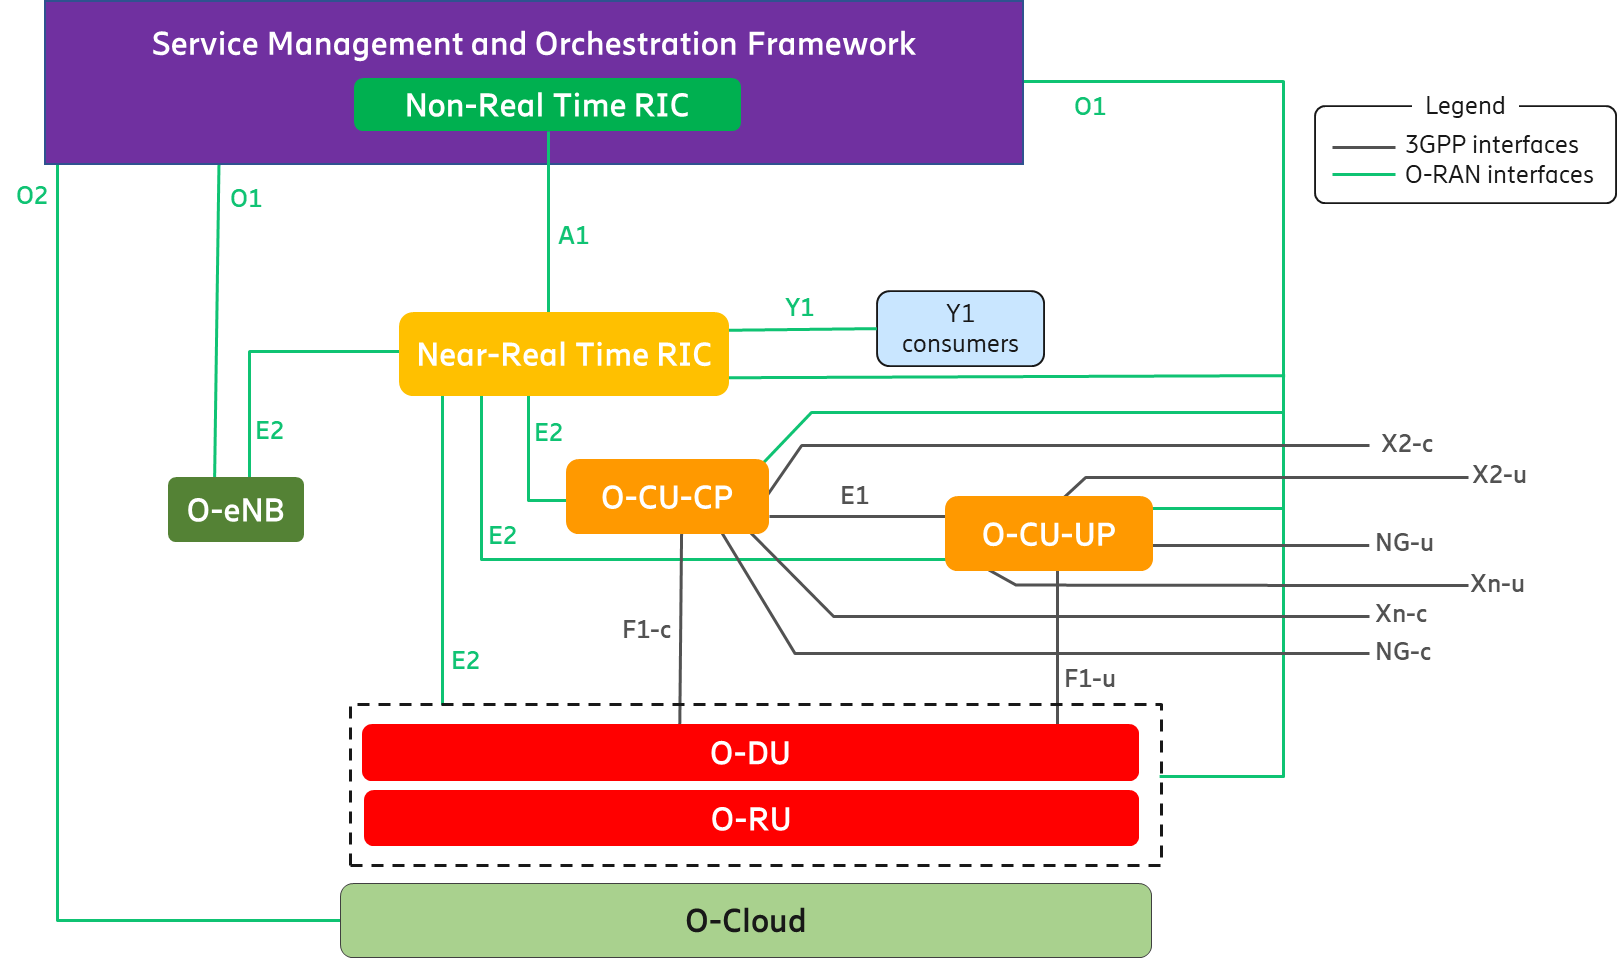 Service Management and Orchestration Framework
Non-Real Time RIC
O1
Legend
3GPP interfaces
O-RAN interfaces
O2
O1
A1
Y1
Y1
consumers
Near-Real Time RIC
E2
E2
X2-c
X2-u
O-eNB
O-CU-CP
E1
O-CU-UP
E2
NG-u
Xn-u
Xn-c
F1-c
NG-c
E2
F1-u
O-DU
O-RU
O-Cloud